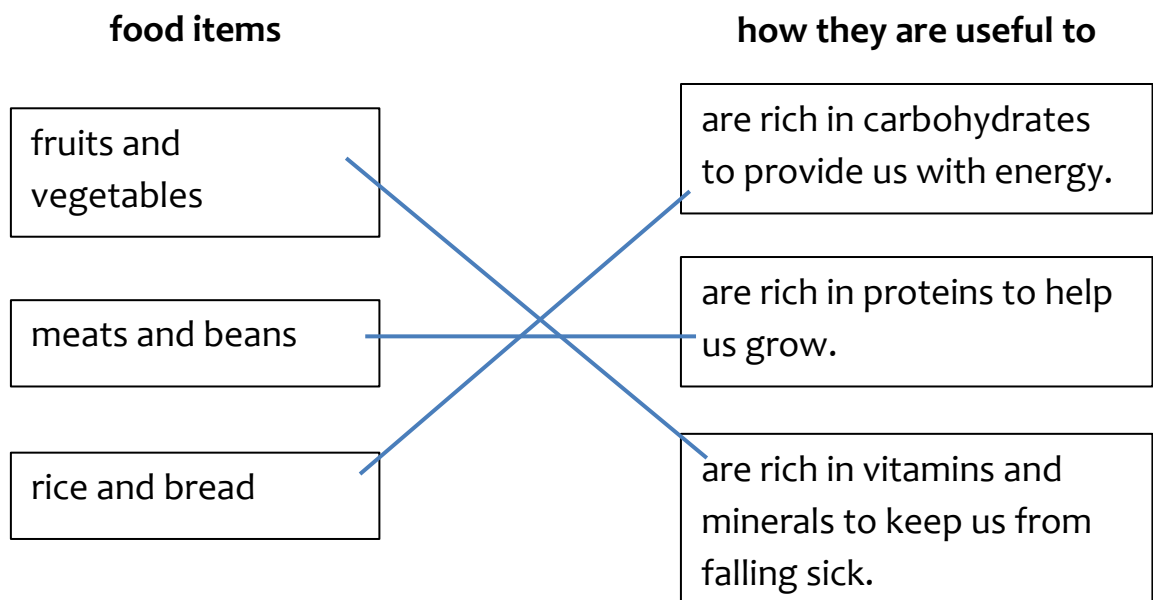 food items
how they are useful to
fruits and
vegetables
meats and beans
rice and bread
are rich in carbohydrates
to provide us with energy.
are rich in proteins to help
us grow.
are rich in vitamins and
minerals to keep us from
falling sick.